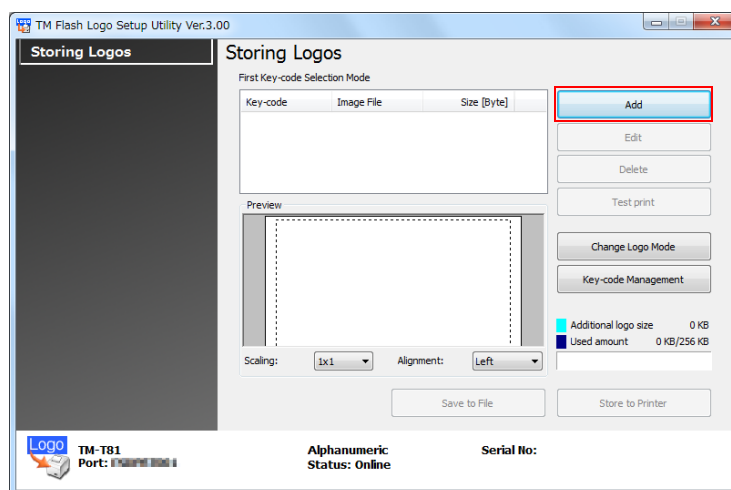 TM Flash Logo Setup Utility Ver.3.00
Storing Logos
Storing Logos
First Key-code Selection Mode
Key-code Image File Size [Byte]
Add
Edit
Delete
Test print
Preview
Change Logo Mode
Key-code Management
Additional logo size 0 KB
Used amount 0 KB/256 KB
Scaling: 1x1 Alignment: Left
Save to File Store to Printer
Logo
TM-T81 Alphanumeric Serial No:
Port: Status: Online